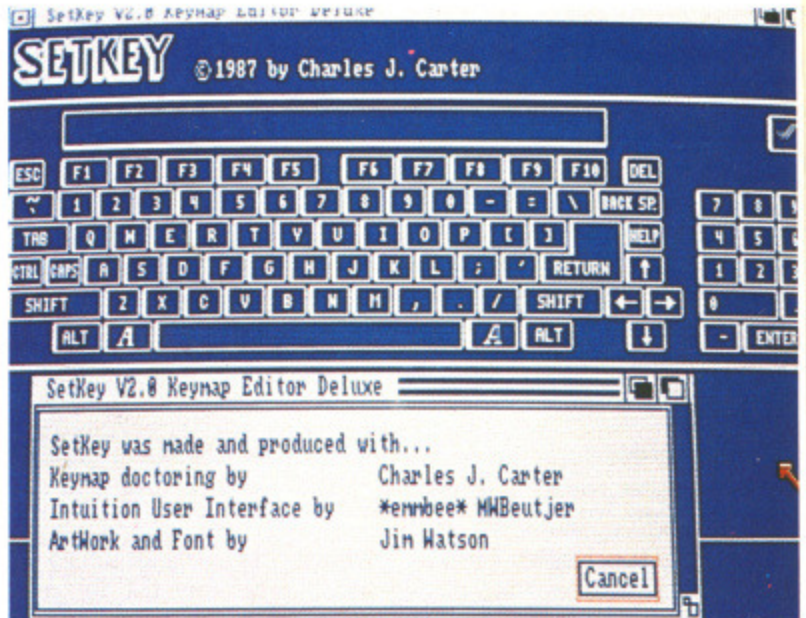 SetKey V2.0 Keymap Editor Deluxe
SETKEY ©1987 by Charles J. Carter
ESC F1 F2 F3 F4 F5 F6 F7 F8 F9 F10 DEL
~ 1 2 3 4 5 6 7 8 9 0 - = \ BACK SP. 7 8 9
TAB Q W E R T Y U I O P [ ] HELP 4 5 6
CTRL CAPS A S D F G H J K L ; ' RETURN ↑ 1 2 3
SHIFT Z X C V B N M , . / SHIFT ← → 0 .
ALT A A ALT ↓ - ENTER
SetKey V2.0 Keymap Editor Deluxe
SetKey was made and produced with...
Keymap doctoring by Charles J. Carter
Intuition User Interface by *emmbee* MWBeutjer
ArtWork and Font by Jim Watson
Cancel